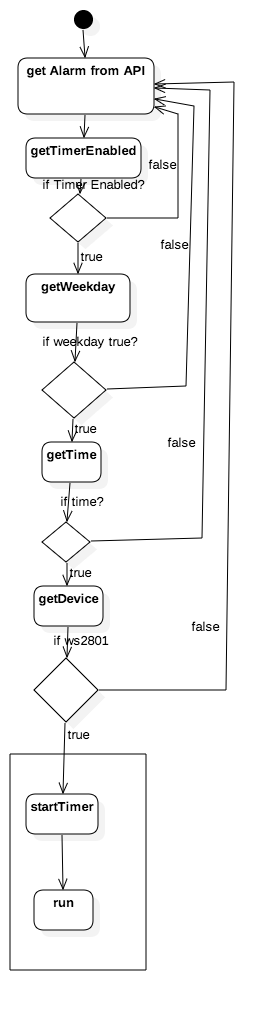 get Alarm from API
getTimerEnabled
false
if Timer Enabled?
false
true
getWeekday
if weekday true?
true
false
getTime
if time?
true
getDevice
false
if ws2801
true
startTimer
run